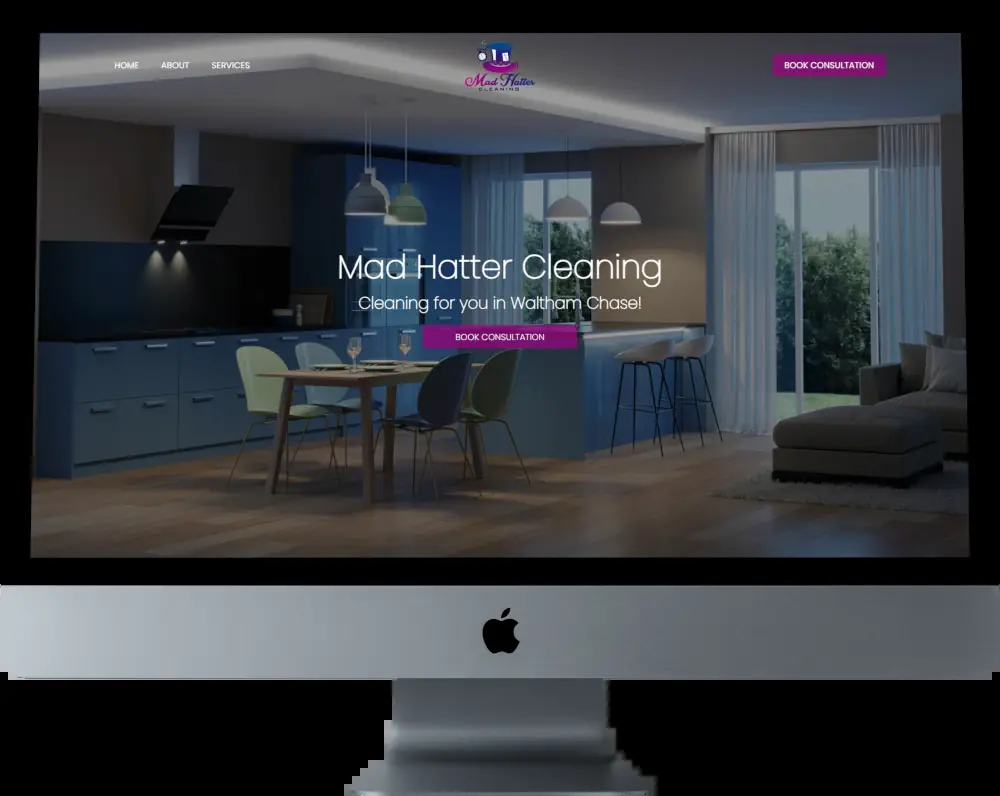 HOME ABOUT SERVICES
Mad Hatter
CLEANING
BOOK CONSULTATION
Mad Hatter Cleaning
Cleaning for you in Waltham Chase!
BOOK CONSULTATION